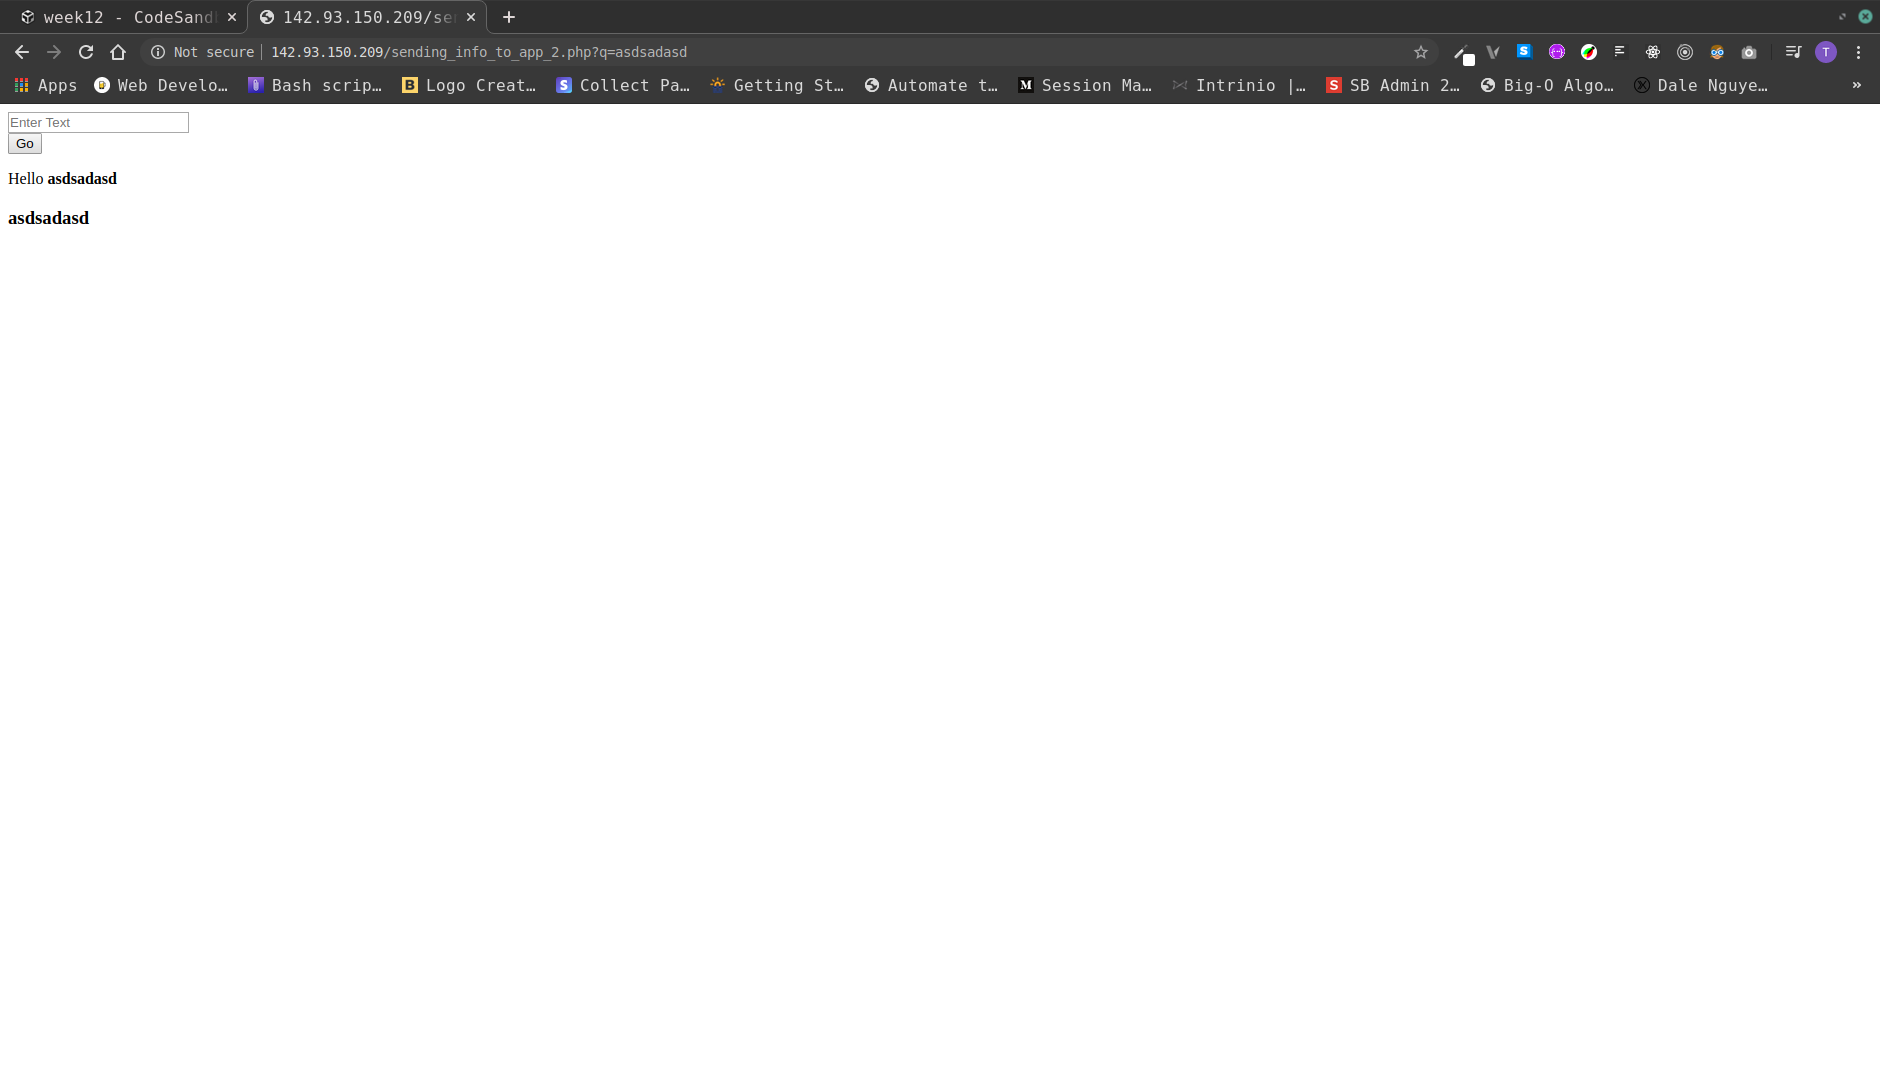 week12 - CodeSand
142.93.150.209/se
Not secure 142.93.150.209/sending_info_to_app_2.php?q=asdsadasd
T
Apps Web Develo… Bash scrip… Logo Creat… Collect Pa… Getting St… Automate t… Session Ma… Intrinio |… SB Admin 2… Big-O Algo… Dale Nguye… »
Enter Text
Go
Hello asdsadasd
asdsadasd